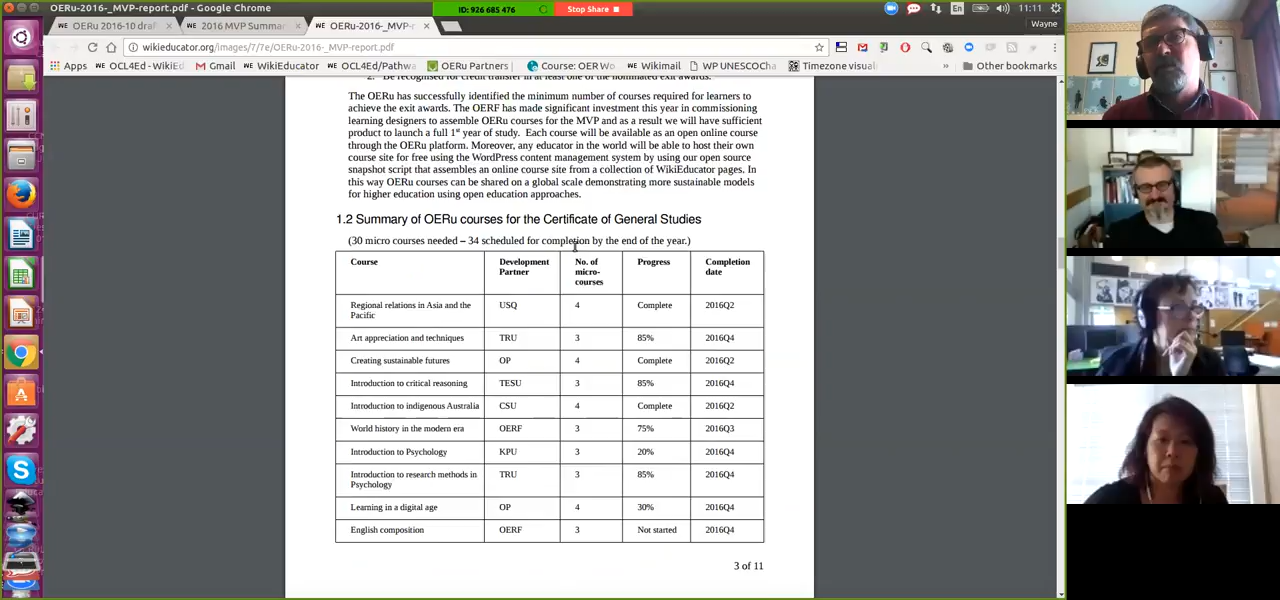 OERu-2016-_MVP-report.pdf - Google Chrome
ID: 926 685 476
Stop Share
En
11:11
OERu 2016-10 draf
2016 MVP Summar
OERu-2016-_MVP-r
Wayne
wikieducator.org/images/7/7e/OERu-2016-_MVP-report.pdf
Apps
OCL4Ed - WikiEd
Gmail
WikiEducator
OCL4Ed/Pathwa
OERu Partners
Course: OER Wo
Wikimail
WP UNESCOCha
Timezone visuali
»
Other bookmarks
2. Be recognised for credit transfer in at least one of the nominated exit awards.
The OERu has successfully identified the minimum number of courses required for learners to
achieve the exit awards. The OERF has made significant investment this year in commissioning
learning designers to assemble OERu courses for the MVP and as a result we will have sufficient
product to launch a full 1st year of study. Each course will be available as an open online course
through the OERu platform. Moreover, any educator in the world will be able to host their own
course site for free using the WordPress content management system by using our open source
snapshot script that assembles an online course site from a collection of WikiEducator pages. In
this way OERu courses can be shared on a global scale demonstrating more sustainable models
for higher education using open education approaches.
1.2 Summary of OERu courses for the Certificate of General Studies
(30 micro courses needed – 34 scheduled for completion by the end of the year.)
Course Development Partner No. of micro-courses Progress Completion date
Regional relations in Asia and the Pacific USQ 4 Complete 2016Q2
Art appreciation and techniques TRU 3 85% 2016Q4
Creating sustainable futures OP 4 Complete 2016Q2
Introduction to critical reasoning TESU 3 85% 2016Q4
Introduction to indigenous Australia CSU 4 Complete 2016Q2
World history in the modern era OERF 3 75% 2016Q3
Introduction to Psychology KPU 3 20% 2016Q4
Introduction to research methods in Psychology TRU 3 85% 2016Q4
Learning in a digital age OP 4 30% 2016Q4
English composition OERF 3 Not started 2016Q4
3 of 11